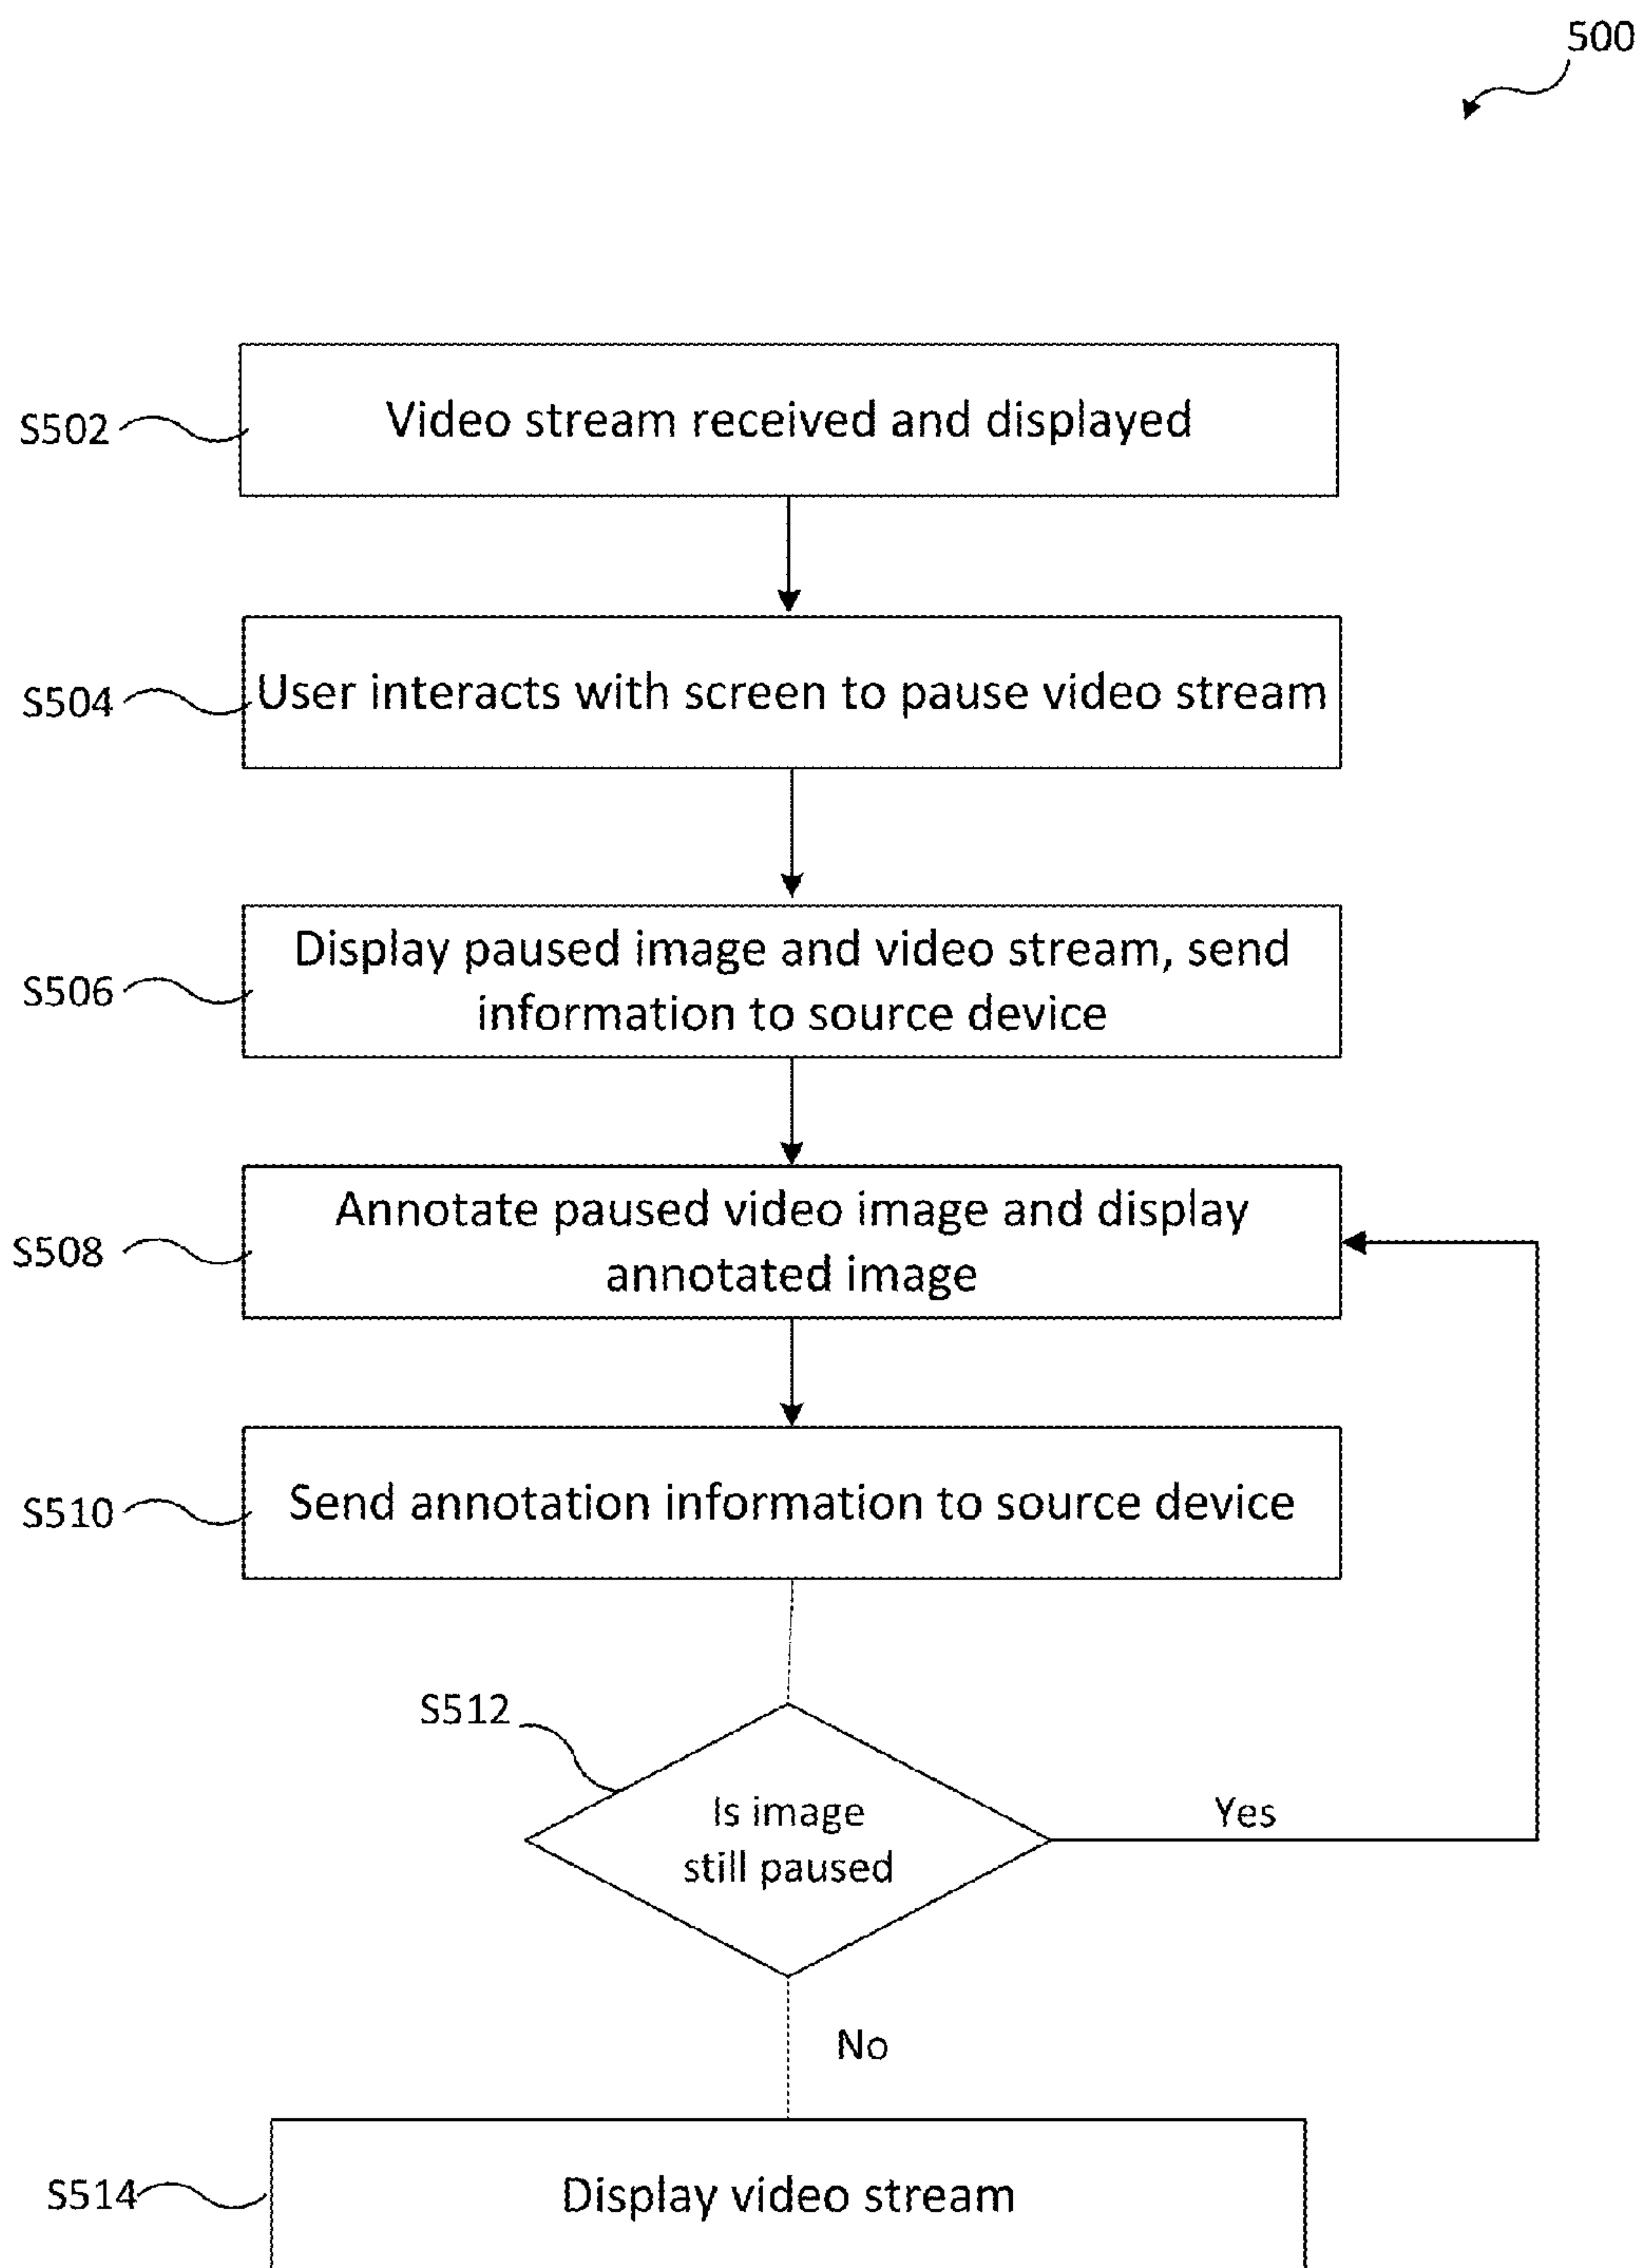 500
S502
Video stream received and displayed
S504
User interacts with screen to pause video stream
S506
Display paused image and video stream, send
information to source device
S508
Annotate paused video image and display
annotated image
S510
Send annotation information to source device
S512
Is image
still paused
Yes
No
S514
Display video stream